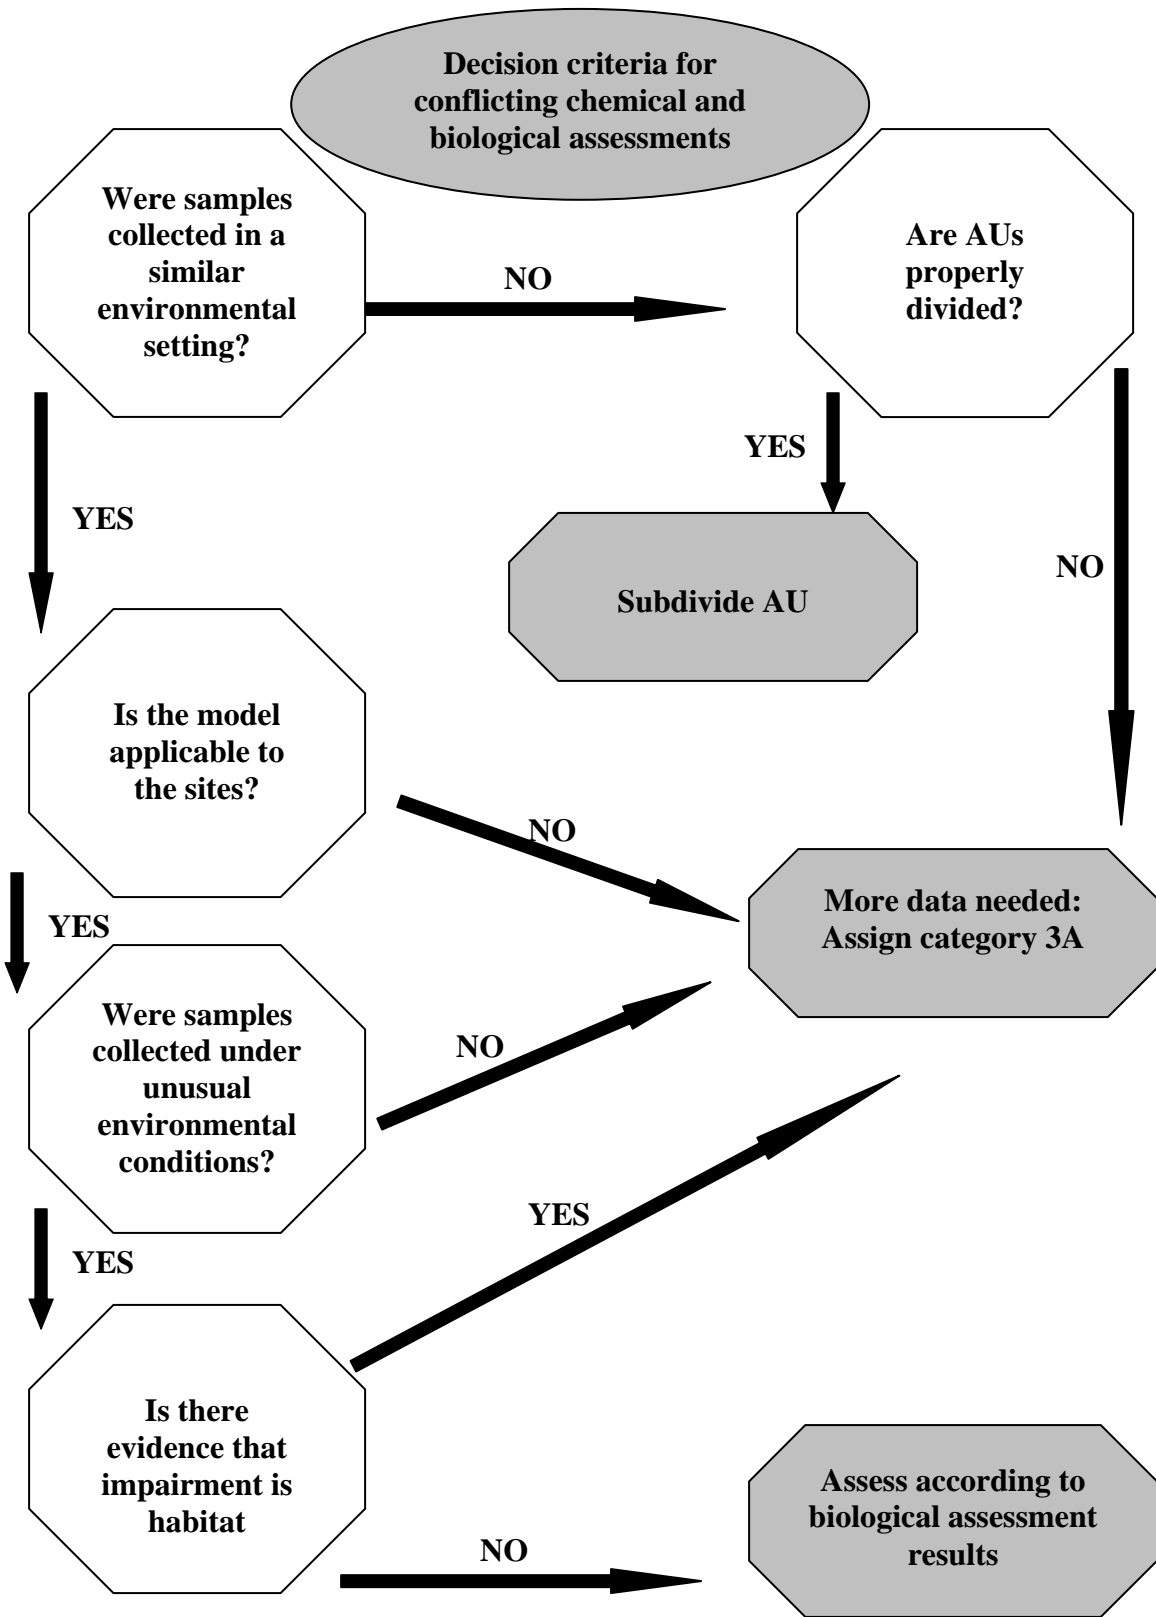 Decision criteria for
conflicting chemical and
biological assessments
Were samples
collected in a
similar
environmental
setting?
NO
Are AUs
properly
divided?
YES
YES
NO
Subdivide AU
Is the model
applicable to
the sites?
NO
More data needed:
Assign category 3A
YES
Were samples
collected under
unusual
environmental
conditions?
NO
YES
YES
Is there
evidence that
impairment is
habitat
NO
Assess according to
biological assessment
results